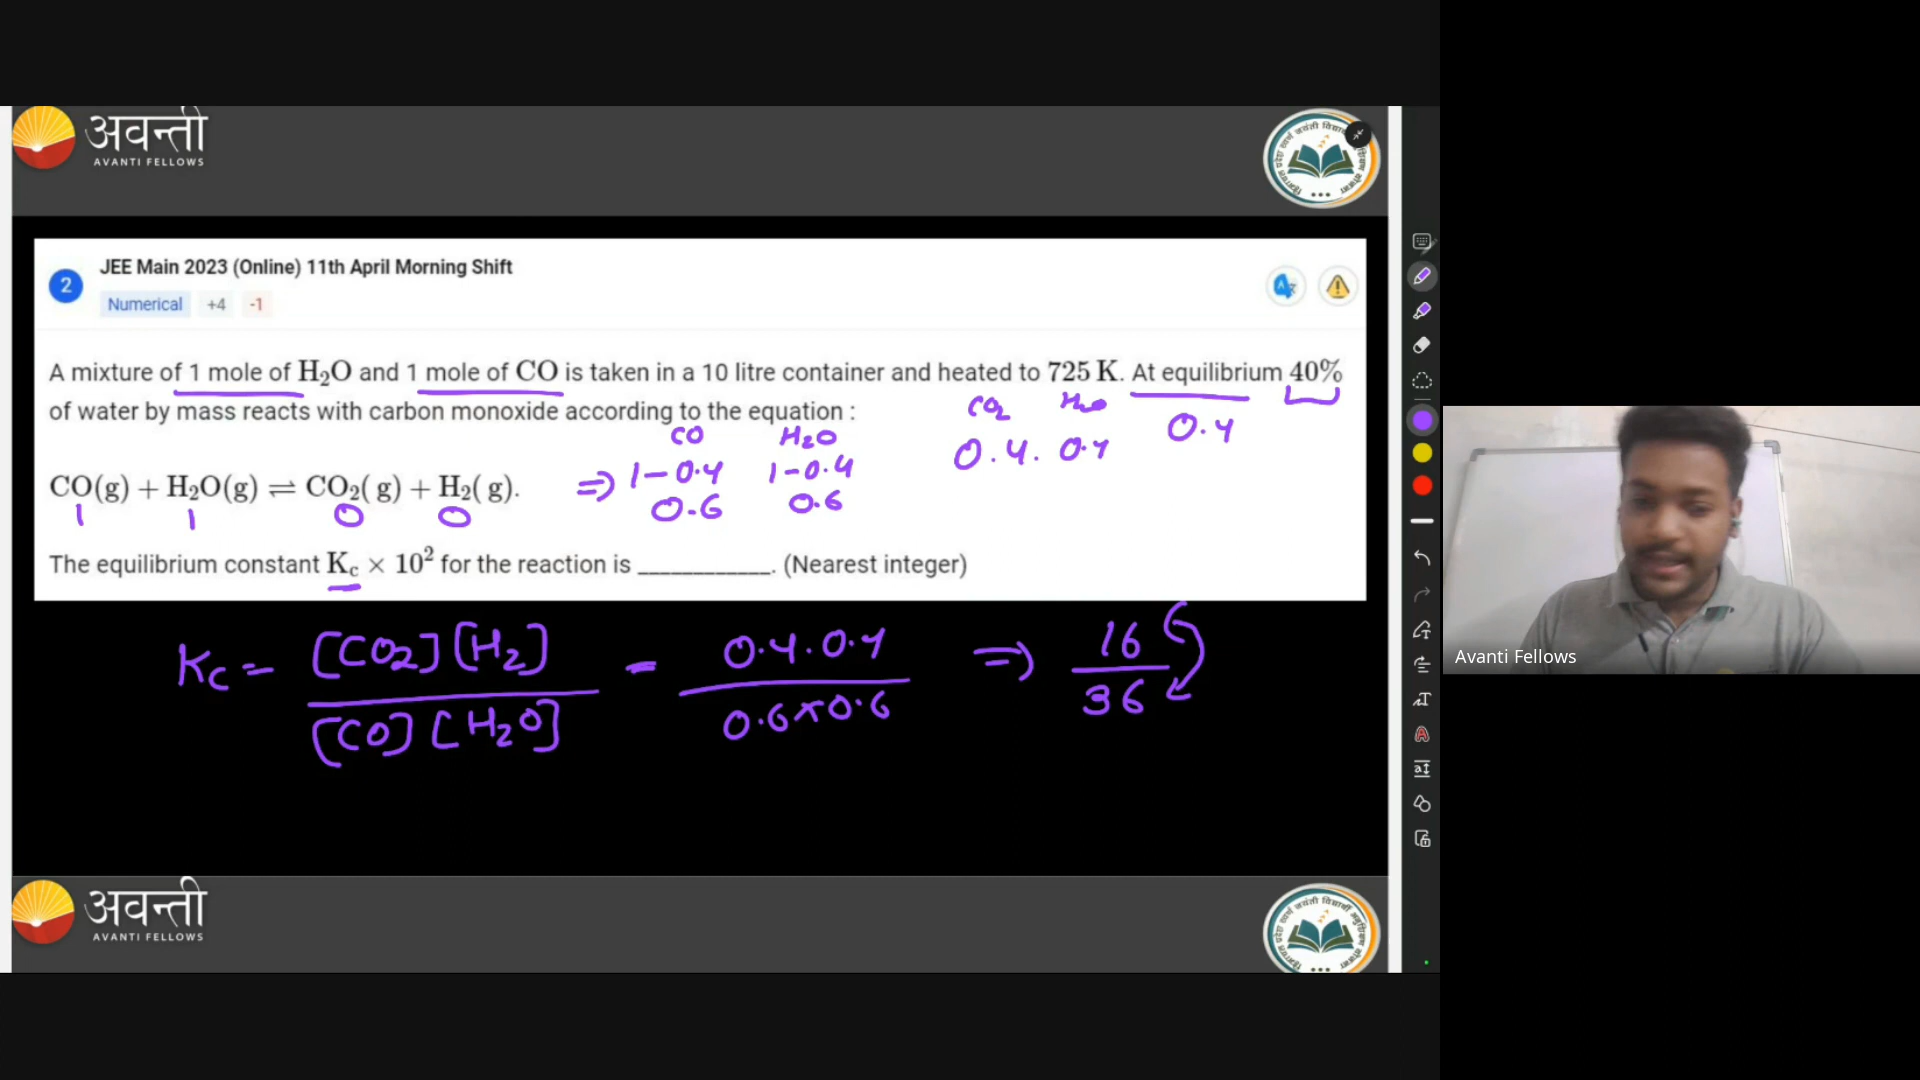 अवन्ती
AVANTI FELLOWS
2
JEE Main 2023 (Online) 11th April Morning Shift
Numerical +4 -1
A mixture of 1 mole of H₂O and 1 mole of CO is taken in a 10 litre container and heated to 725 K. At equilibrium 40%
of water by mass reacts with carbon monoxide according to the equation :
CO₂ H₂O
0.4
CO H₂O
0.4. 0.4
⇒ 1-0.4 1-0.4
CO(g) + H₂O(g) ⇌ CO₂( g) + H₂( g).
0.6 0.6
1 1 0 0
The equilibrium constant K꜀ × 10² for the reaction is ____________. (Nearest integer)
Kc = [CO₂][H₂] / [CO][H₂O] = 0.4.0.4 / 0.6×0.6 ⇒ 16 / 36
Avanti Fellows
अवन्ती
AVANTI FELLOWS